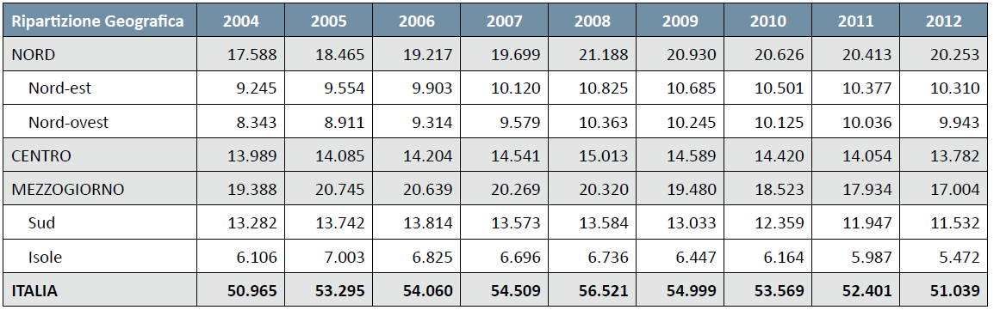 Ripartizione Geografica 2004 2005 2006 2007 2008 2009 2010 2011 2012
NORD 17.588 18.465 19.217 19.699 21.188 20.930 20.626 20.413 20.253
Nord-est 9.245 9.554 9.903 10.120 10.825 10.685 10.501 10.377 10.310
Nord-ovest 8.343 8.911 9.314 9.579 10.363 10.245 10.125 10.036 9.943
CENTRO 13.989 14.085 14.204 14.541 15.013 14.589 14.420 14.054 13.782
MEZZOGIORNO 19.388 20.745 20.639 20.269 20.320 19.480 18.523 17.934 17.004
Sud 13.282 13.742 13.814 13.573 13.584 13.033 12.359 11.947 11.532
Isole 6.106 7.003 6.825 6.696 6.736 6.447 6.164 5.987 5.472
ITALIA 50.965 53.295 54.060 54.509 56.521 54.999 53.569 52.401 51.039